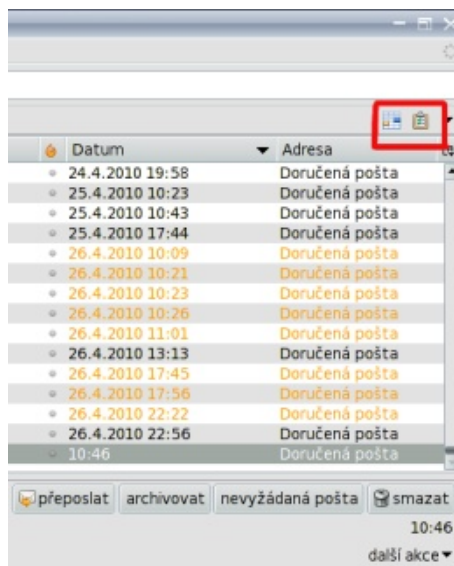 Datum Adresa
24.4.2010 19:58 Doručená pošta
25.4.2010 10:23 Doručená pošta
25.4.2010 10:43 Doručená pošta
25.4.2010 17:44 Doručená pošta
26.4.2010 10:09 Doručená pošta
26.4.2010 10:21 Doručená pošta
26.4.2010 10:23 Doručená pošta
26.4.2010 10:26 Doručená pošta
26.4.2010 11:01 Doručená pošta
26.4.2010 13:13 Doručená pošta
26.4.2010 17:45 Doručená pošta
26.4.2010 17:56 Doručená pošta
26.4.2010 22:22 Doručená pošta
26.4.2010 22:56 Doručená pošta
10:46 Doručená pošta
přeposlat archivovat nevyžádaná pošta smazat
10:46
další akce